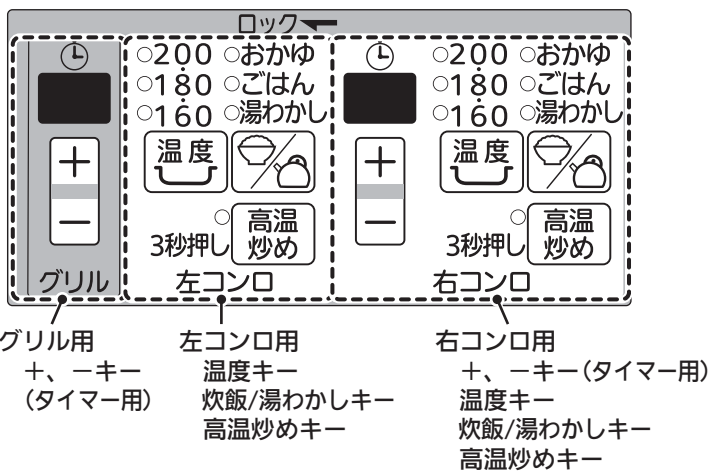 ロック
○200 ○おかゆ
○180 ○ごはん
○160 ○湯わかし
温度
3秒押し
高温
炒め
○200 ○おかゆ
○180 ○ごはん
○160 ○湯わかし
温度
3秒押し
高温
炒め
+
−
+
−
グリル
左コンロ
右コンロ
グリル用
+、−キー
(タイマー用)
左コンロ用
温度キー
炊飯/湯わかしキー
高温炒めキー
右コンロ用
+、−キー(タイマー用)
温度キー
炊飯/湯わかしキー
高温炒めキー